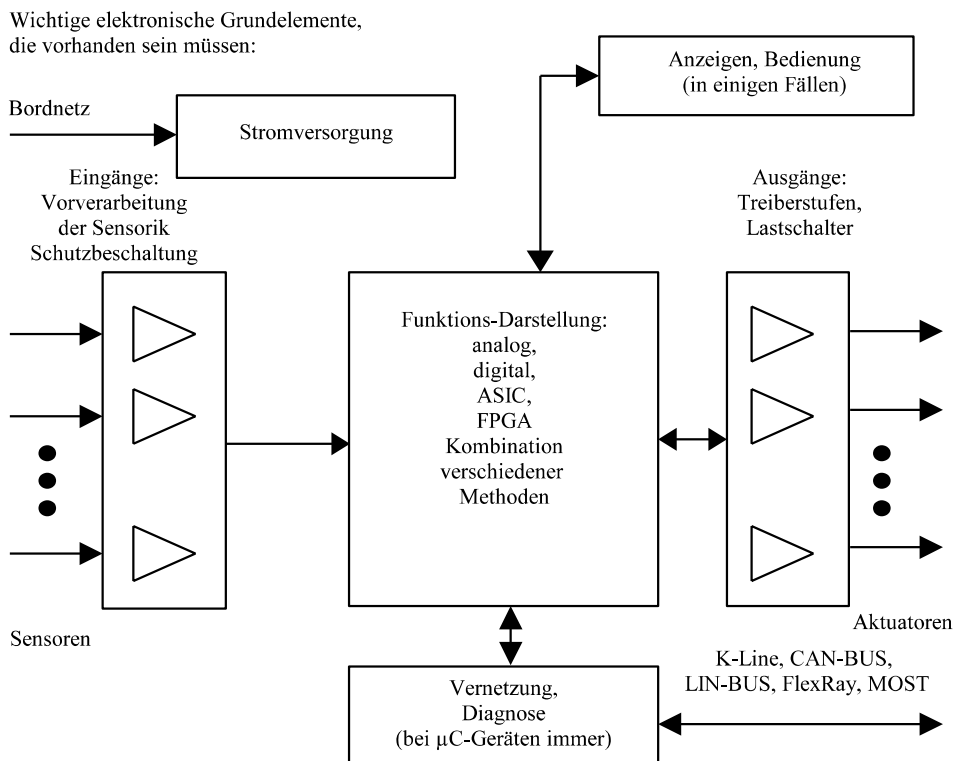 Wichtige elektronische Grundelemente,
die vorhanden sein müssen:
Anzeigen, Bedienung
(in einigen Fällen)
Bordnetz
Stromversorgung
Eingänge:
Vorverarbeitung
der Sensorik
Schutzbeschaltung
Ausgänge:
Treiberstufen,
Lastschalter
Funktions-Darstellung:
analog,
digital,
ASIC,
FPGA
Kombination
verschiedener
Methoden
Sensoren
Aktuatoren
K-Line, CAN-BUS,
LIN-BUS, FlexRay, MOST
Vernetzung,
Diagnose
(bei µC-Geräten immer)